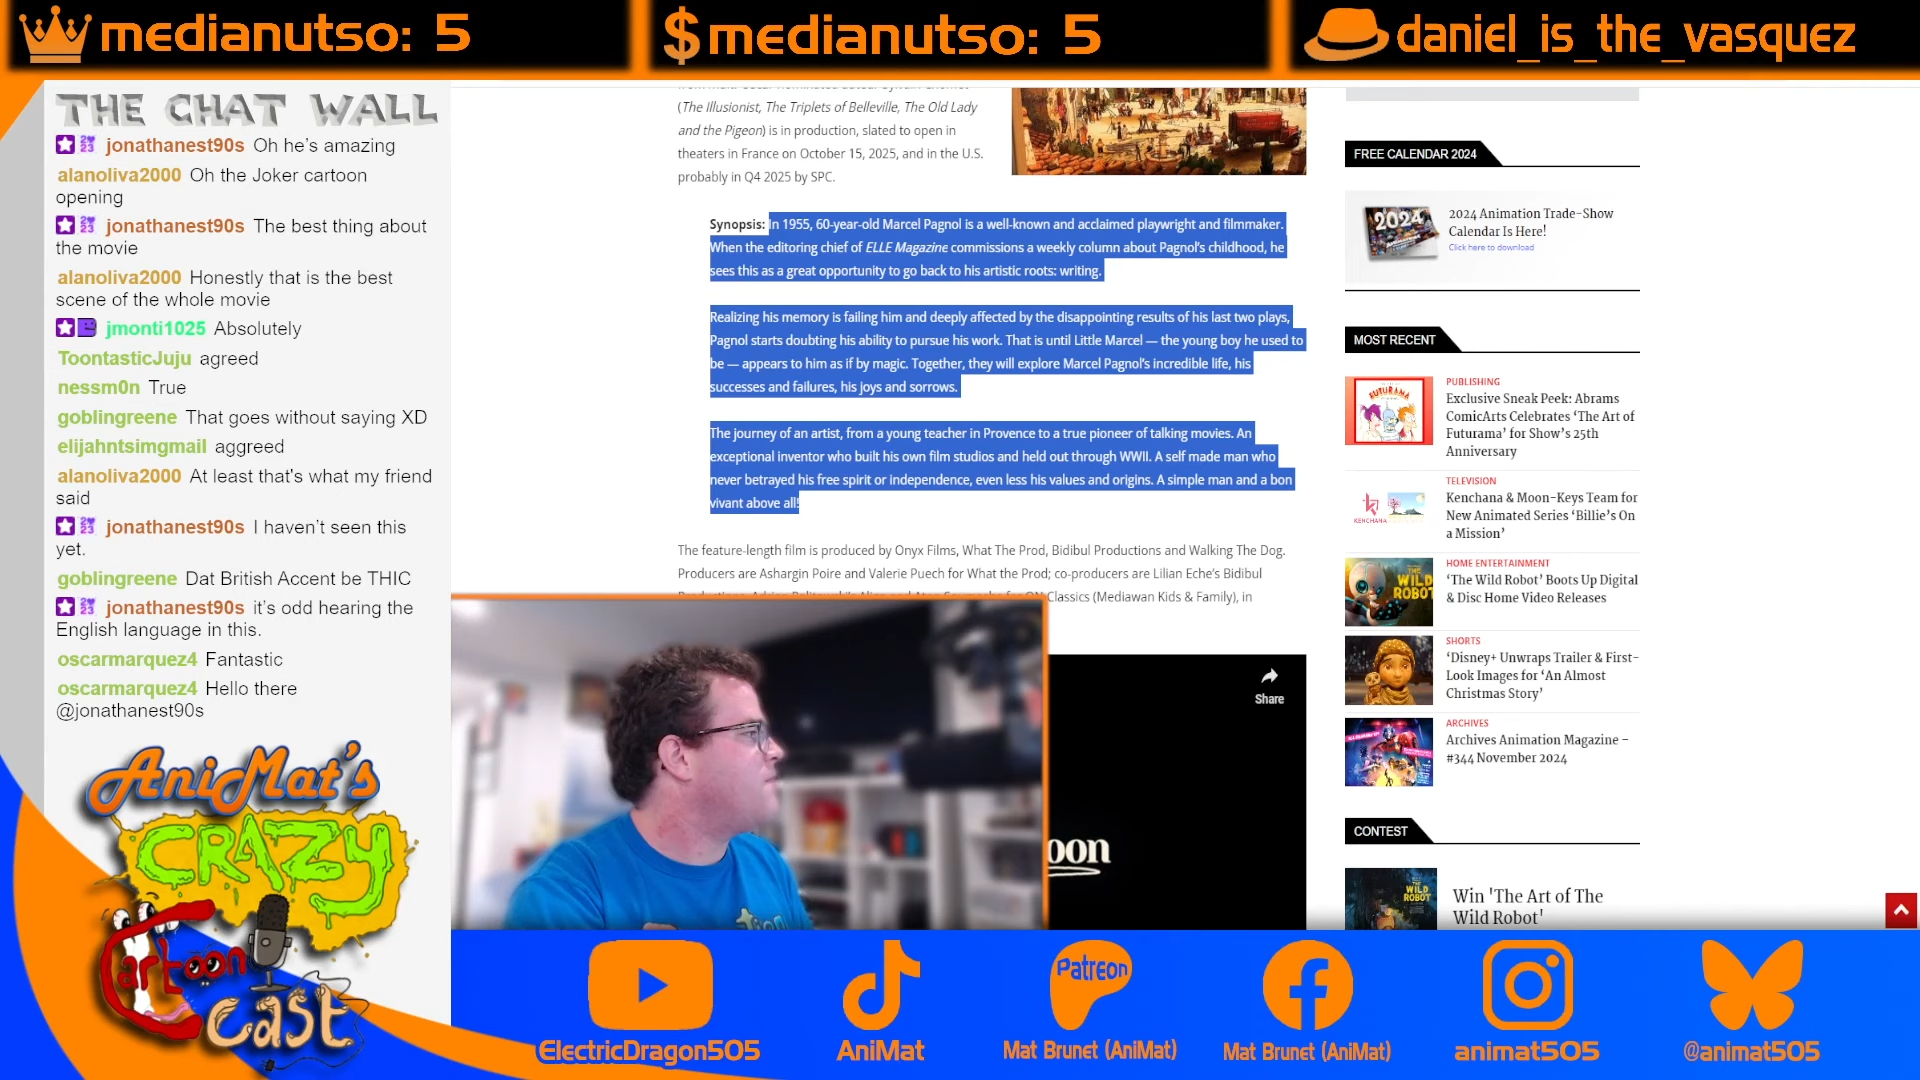 medianutso: 5
$ medianutso: 5
daniel_is_the_vasquez
THE CHAT WALL
jonathanest90s Oh he's amazing
alanoliva2000 Oh the Joker cartoon
opening
jonathanest90s The best thing about
the movie
alanoliva2000 Honestly that is the best
scene of the whole movie
jmonti1025 Absolutely
ToontasticJuju agreed
nessm0n True
goblingreene That goes without saying XD
elijahntsimgmail aggreed
alanoliva2000 At least that's what my friend
said
jonathanest90s I haven't seen this
yet.
goblingreene Dat British Accent be THIC
jonathanest90s it's odd hearing the
English language in this.
oscarmarquez4 Fantastic
oscarmarquez4 Hello there
@jonathanest90s
AniMat's
CRAZY
Cartoon
Cast
(The Illusionist, The Triplets of Belleville, The Old Lady
and the Pigeon) is in production, slated to open in
theaters in France on October 15, 2025, and in the U.S.
probably in Q4 2025 by SPC.
Synopsis: In 1955, 60-year-old Marcel Pagnol is a well-known and acclaimed playwright and filmmaker.
When the editoring chief of ELLE Magazine commissions a weekly column about Pagnol's childhood, he
sees this as a great opportunity to go back to his artistic roots: writing.
Realizing his memory is failing him and deeply affected by the disappointing results of his last two plays,
Pagnol starts doubting his ability to pursue his work. That is until Little Marcel — the young boy he used to
be — appears to him as if by magic. Together, they will explore Marcel Pagnol's incredible life, his
successes and failures, his joys and sorrows.
The journey of an artist, from a young teacher in Provence to a true pioneer of talking movies. An
exceptional inventor who built his own film studios and held out through WWII. A self made man who
never betrayed his free spirit or independence, even less his values and origins. A simple man and a bon
vivant above all!
The feature-length film is produced by Onyx Films, What The Prod, Bidibul Productions and Walking The Dog.
Producers are Ashargin Poire and Valerie Puech for What the Prod; co-producers are Lilian Eche's Bidibul
Classics (Mediawan Kids & Family), in
Share
oon
FREE CALENDAR 2024
2024
2024 Animation Trade-Show
Calendar Is Here!
Click here to download
MOST RECENT
FUTURAMA
PUBLISHING
Exclusive Sneak Peek: Abrams
ComicArts Celebrates 'The Art of
Futurama' for Show's 25th
Anniversary
KENCHANA
TELEVISION
Kenchana & Moon-Keys Team for
New Animated Series 'Billie's On
a Mission'
THE WILD ROBOT
HOME ENTERTAINMENT
'The Wild Robot' Boots Up Digital
& Disc Home Video Releases
SHORTS
'Disney+ Unwraps Trailer & First-
Look Images for 'An Almost
Christmas Story'
ARCHIVES
Archives Animation Magazine –
#344 November 2024
CONTEST
THE WILD ROBOT
Win 'The Art of The
Wild Robot'
Patreon
ElectricDragon505
AniMat
Mat Brunet (AniMat)
Mat Brunet (AniMat)
animat505
@animat505